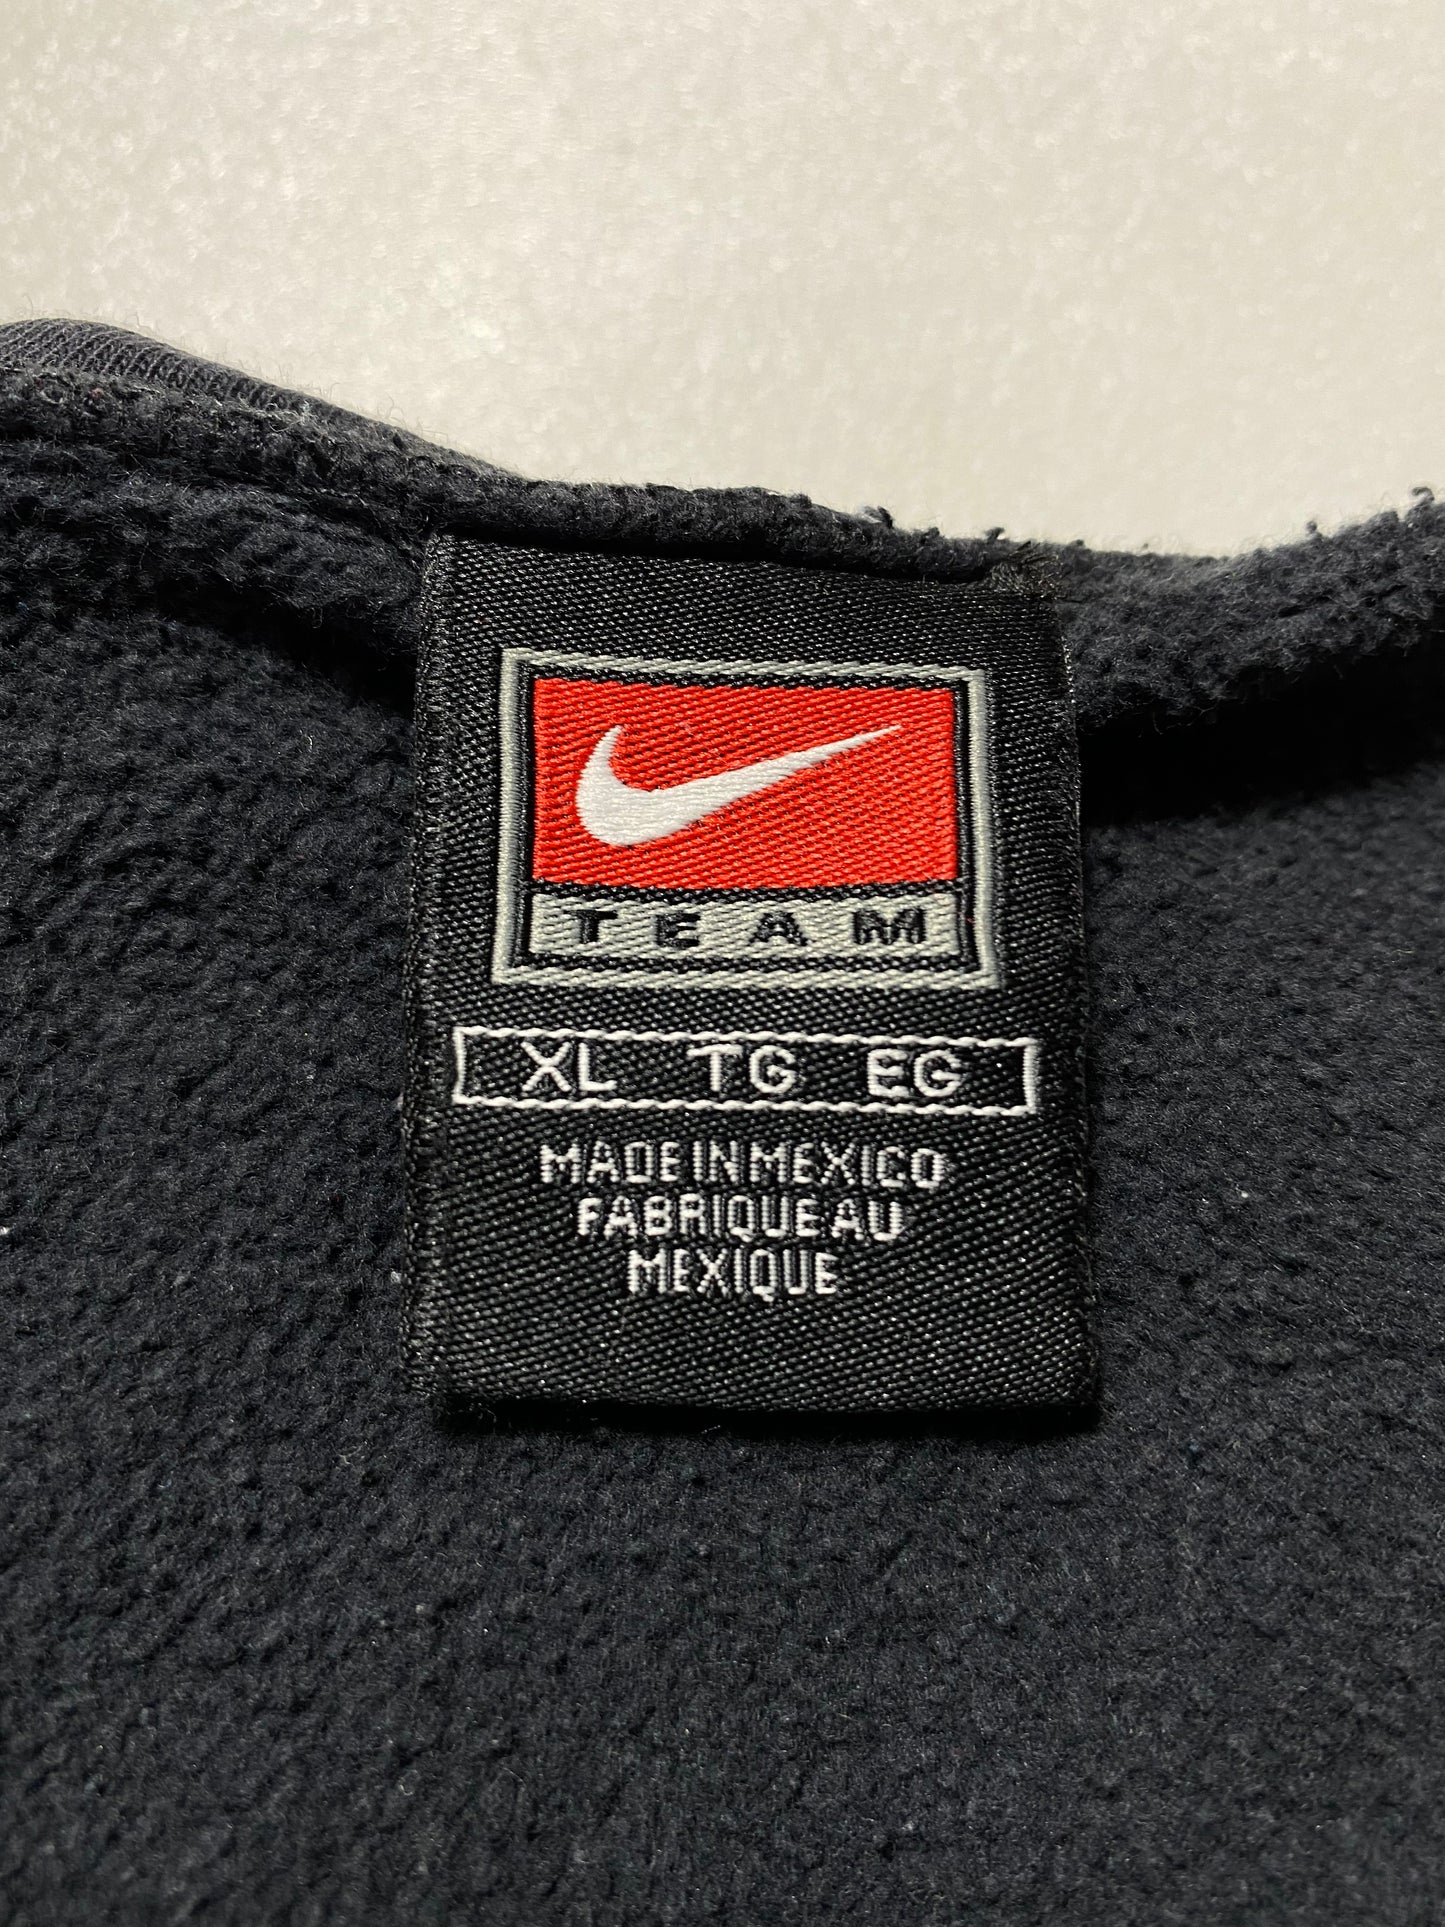 TEAM
XL TG EG
MADE IN MEXICO
FABRIQUE AU
MEXIQUE